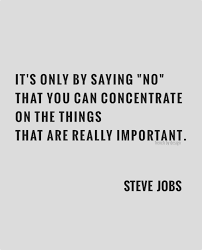 IT'S ONLY BY SAYING "NO"
THAT YOU CAN CONCENTRATE
ON THE THINGS
THAT ARE REALLY IMPORTANT.
STEVE JOBS